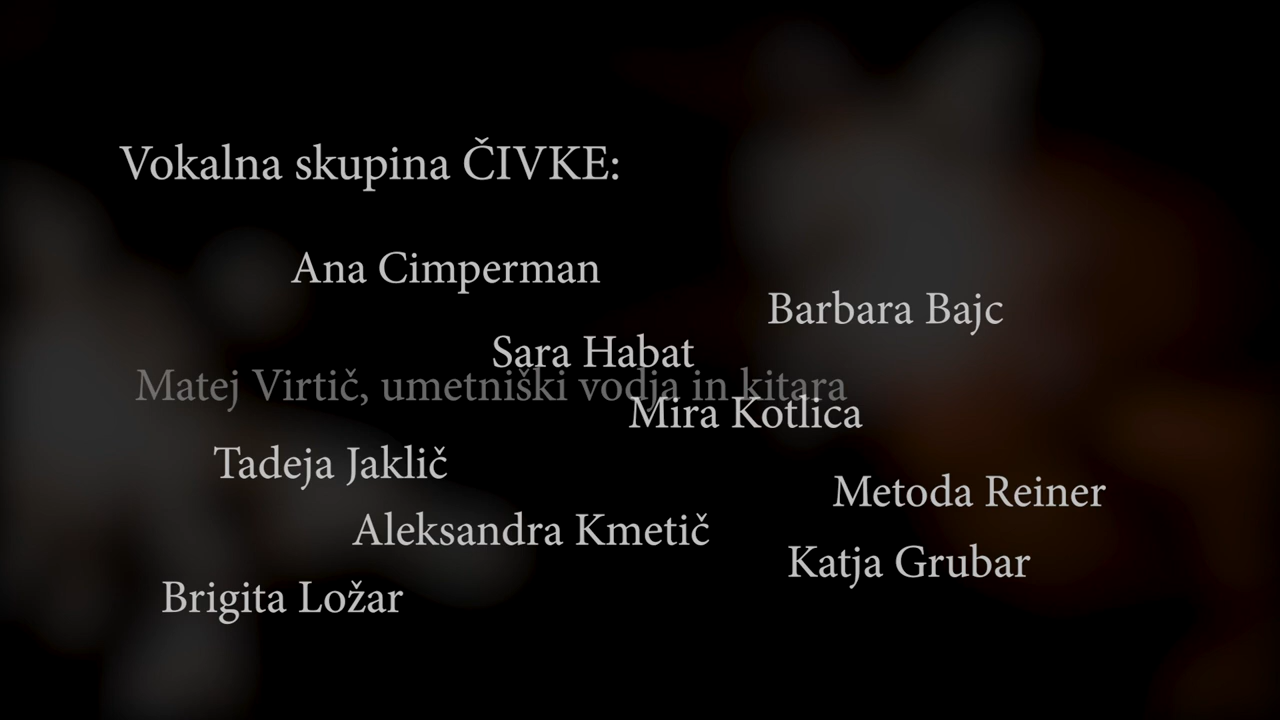 Vokalna skupina ČIVKE:
Ana Cimperman
Barbara Bajc
Sara Habat
Matej Virtič, umetniški vodja in kitara
Mira Kotlica
Tadeja Jaklič
Metoda Reiner
Aleksandra Kmetič
Katja Grubar
Brigita Ložar